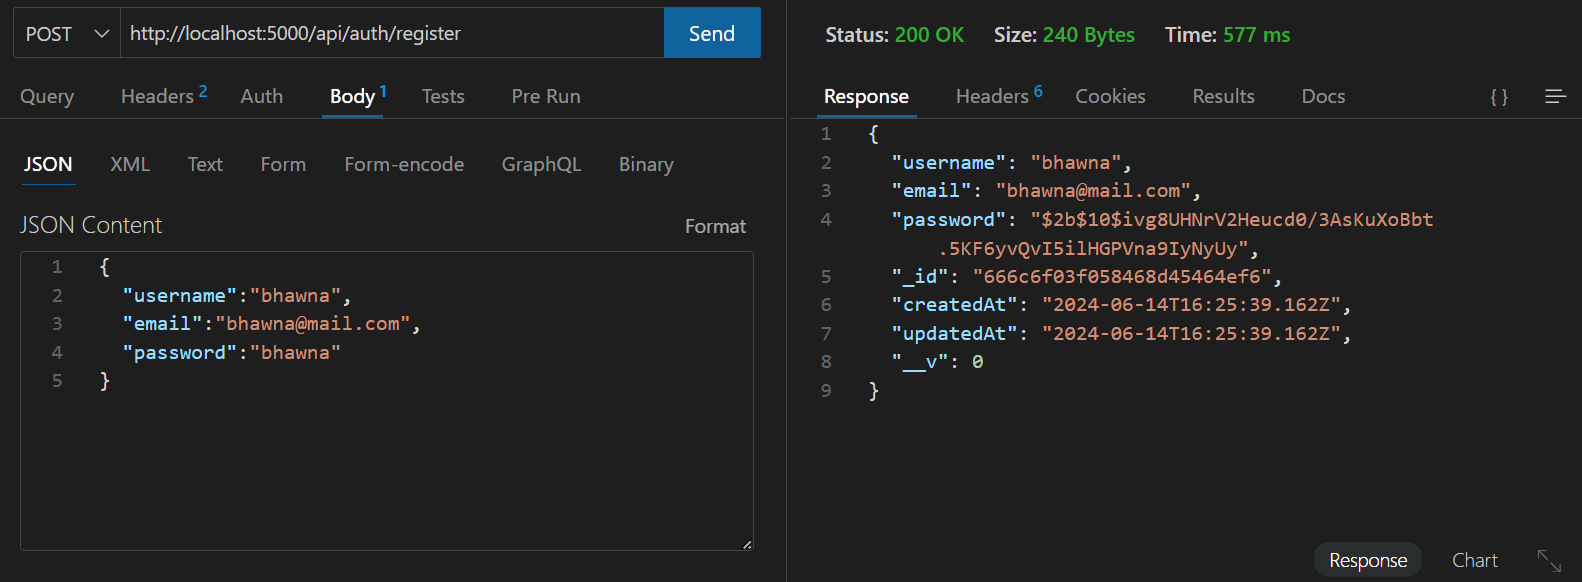 POST http://localhost:5000/api/auth/register Send
Query Headers 2 Auth Body 1 Tests Pre Run
JSON XML Text Form Form-encode GraphQL Binary
JSON Content Format
1 {
2 "username":"bhawna",
3 "email":"bhawna@mail.com",
4 "password":"bhawna"
5 }
Status: 200 OK Size: 240 Bytes Time: 577 ms
Response Headers 6 Cookies Results Docs { }
1 {
2 "username": "bhawna",
3 "email": "bhawna@mail.com",
4 "password": "$2b$10$ivg8UHNrV2Heucd0/3AsKuXoBbt
.5KF6yvQvI5ilHGPVna9IyNyUy",
5 "_id": "666c6f03f058468d45464ef6",
6 "createdAt": "2024-06-14T16:25:39.162Z",
7 "updatedAt": "2024-06-14T16:25:39.162Z",
8 "__v": 0
9 }
Response Chart